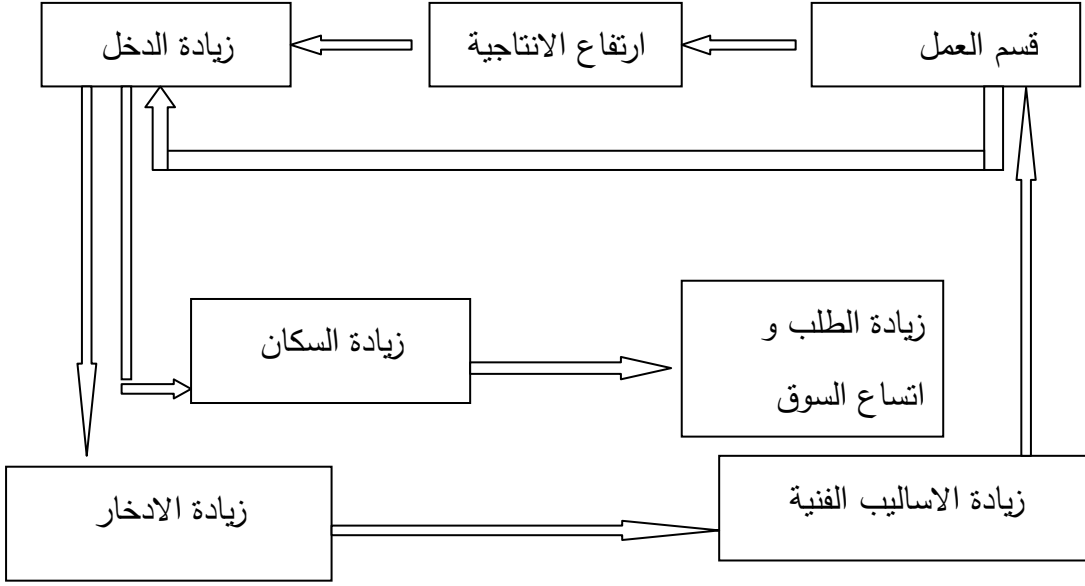 قسم العمل
ارتفاع الانتاجية
زيادة الدخل
زيادة الطلب و
اتساع السوق
زيادة السكان
زيادة الاساليب الفنية
زيادة الادخار